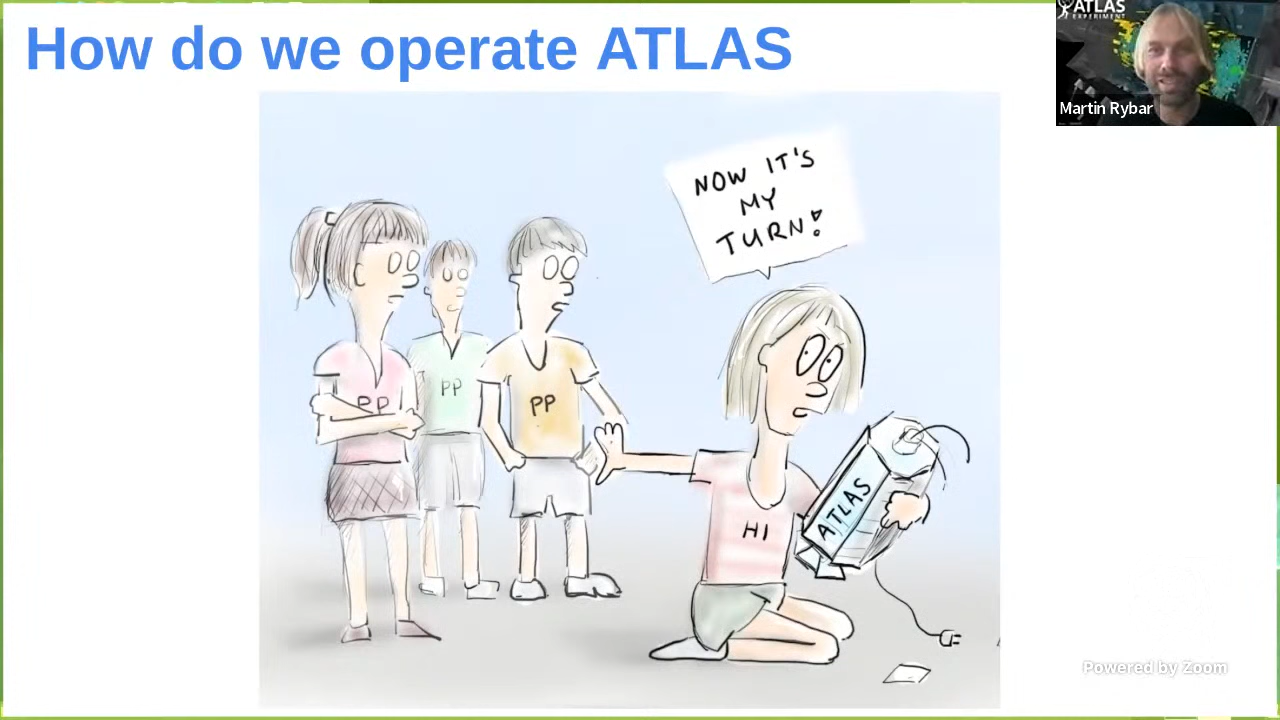 How do we operate ATLAS
ATLAS
EXPERIMENT
Martin Rybar
NOW IT'S
MY
TURN!
PP
PP
PP
HI
ATLAS
Powered by Zoom